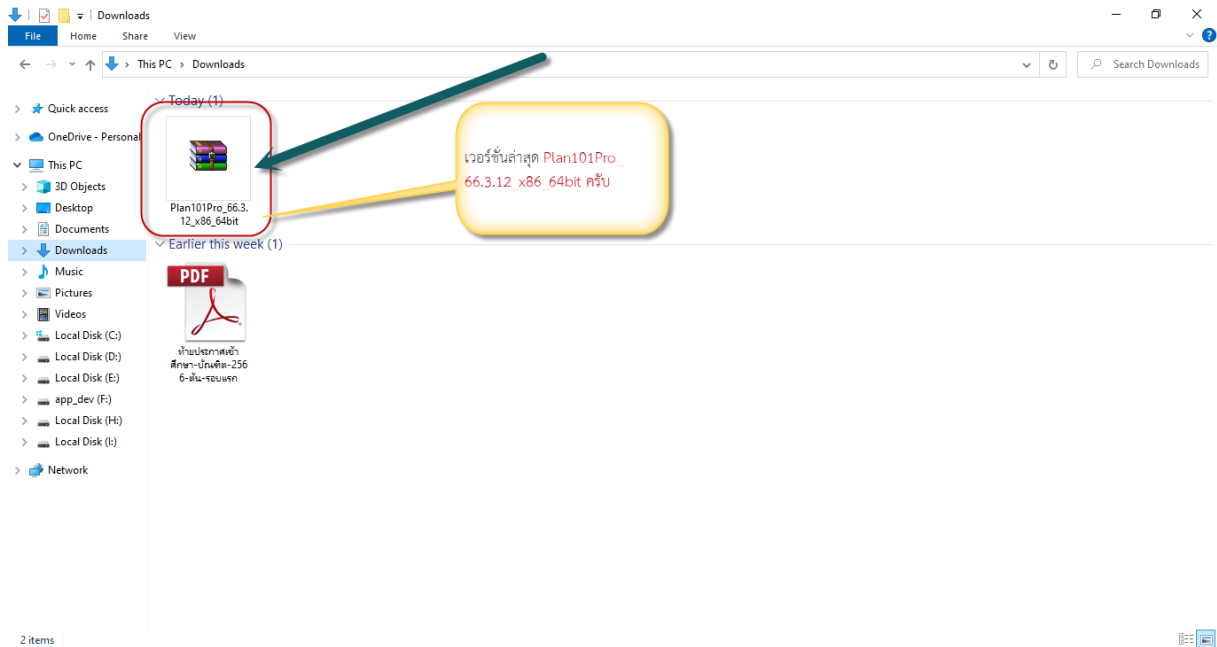 Downloads
File Home Share View
This PC > Downloads
Search Downloads
Quick access
OneDrive - Personal
This PC
3D Objects
Desktop
Documents
Downloads
Music
Pictures
Videos
Local Disk (C:)
Local Disk (D:)
Local Disk (E:)
app_dev (F:)
Local Disk (H:)
Local Disk (I:)
Network
Today (1)
Plan101Pro_66.3.
12_x86_64bit
เวอร์ชั่นล่าสุด Plan101Pro_
66.3.12_x86_64bit ครับ
Earlier this week (1)
PDF
ท้ายประกาศเข้า
ศึกษา-บัณฑิต-256
6-ต้น-รอบแรก
2 items